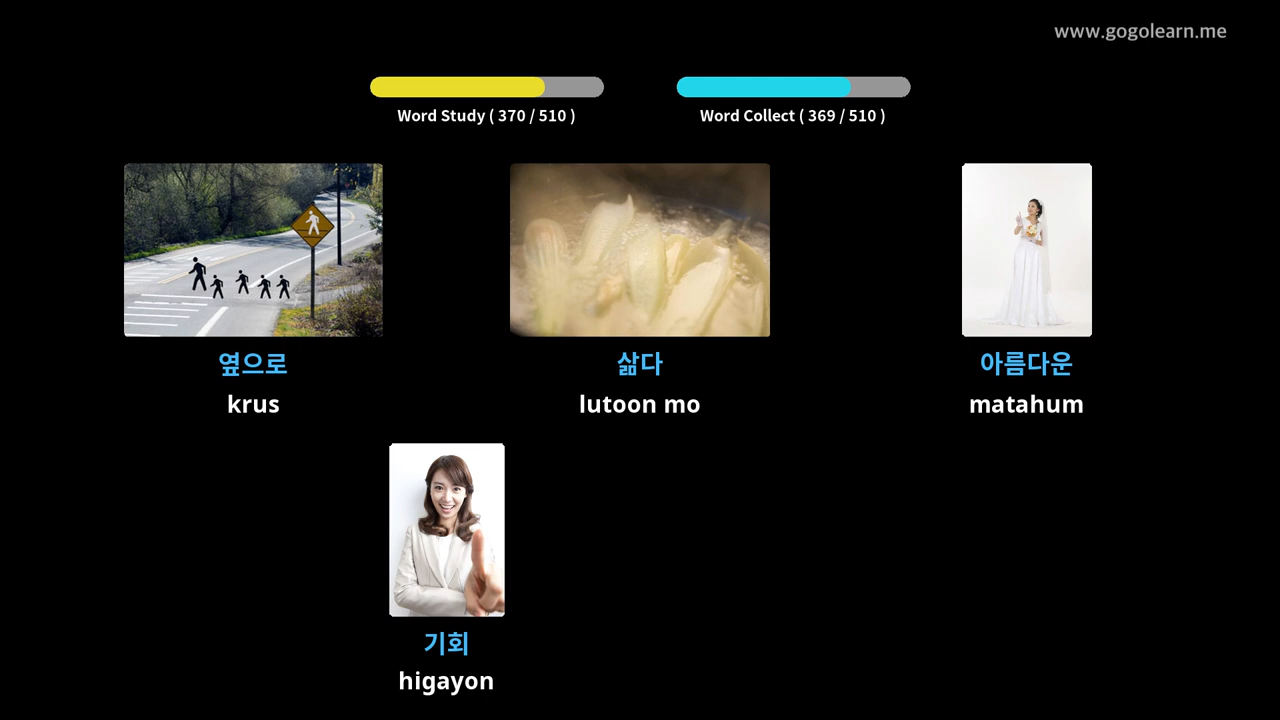 www.gogolearn.me
Word Study ( 370 / 510 )
Word Collect ( 369 / 510 )
옆으로
krus
삶다
lutoon mo
아름다운
matahum
기회
higayon